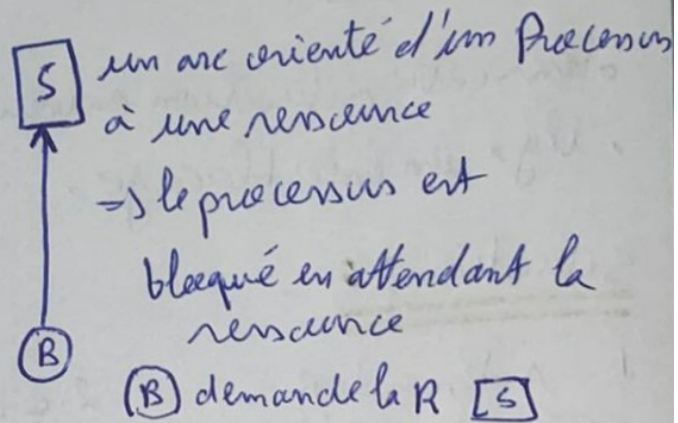 S
un arc orienté d'un Processus
à une ressource
=> le processus est
bloqué en attendant la
ressource
B
B demande la R S